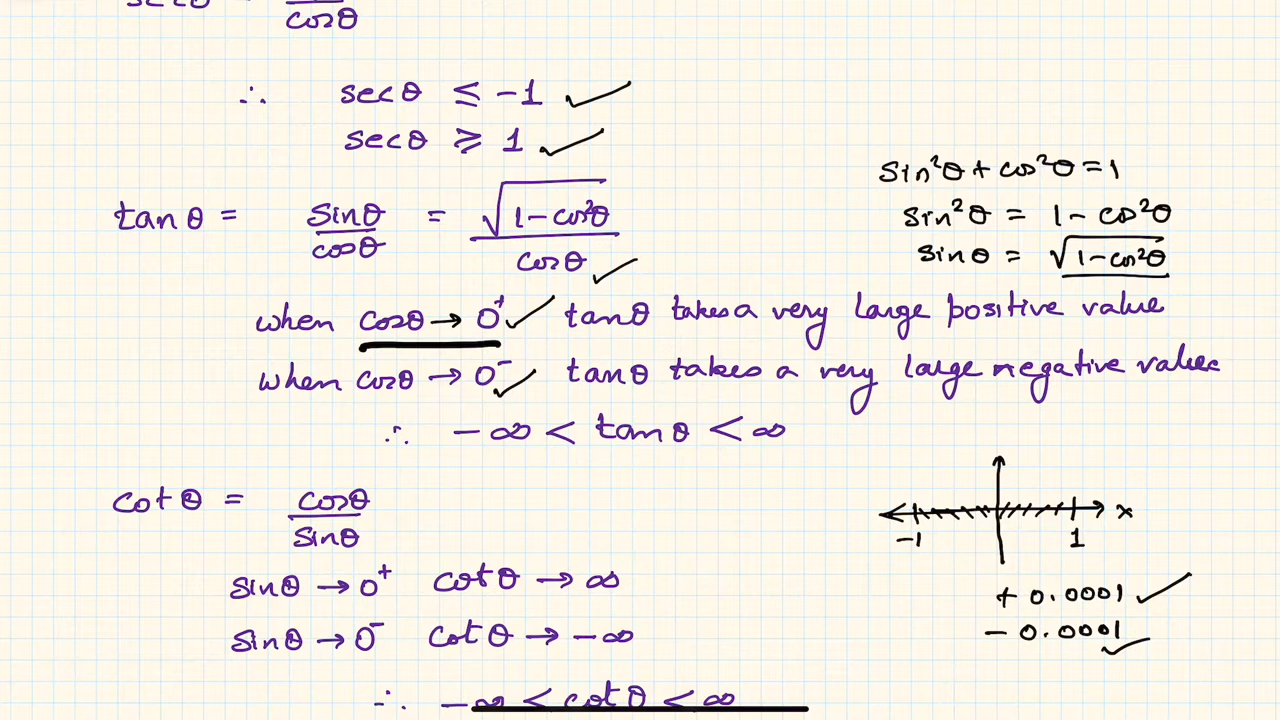 secθ = cosθ
∴ secθ ≤ -1
secθ ≥ 1
tanθ = sinθ/cosθ = √(1-cos²θ)/cosθ
when cosθ → 0⁺ tanθ takes a very large positive value
when cosθ → 0⁻ tanθ takes a very large negative value
∴ -∞ < tanθ < ∞
cotθ = cosθ/sinθ
sinθ → 0⁺ cotθ → ∞
sinθ → 0⁻ cotθ → -∞
∴ -∞ < cotθ < ∞
sin²θ + cos²θ = 1
sin²θ = 1 - cos²θ
sinθ = √(1-cos²θ)
x
-1 1
+ 0.0001
- 0.0001